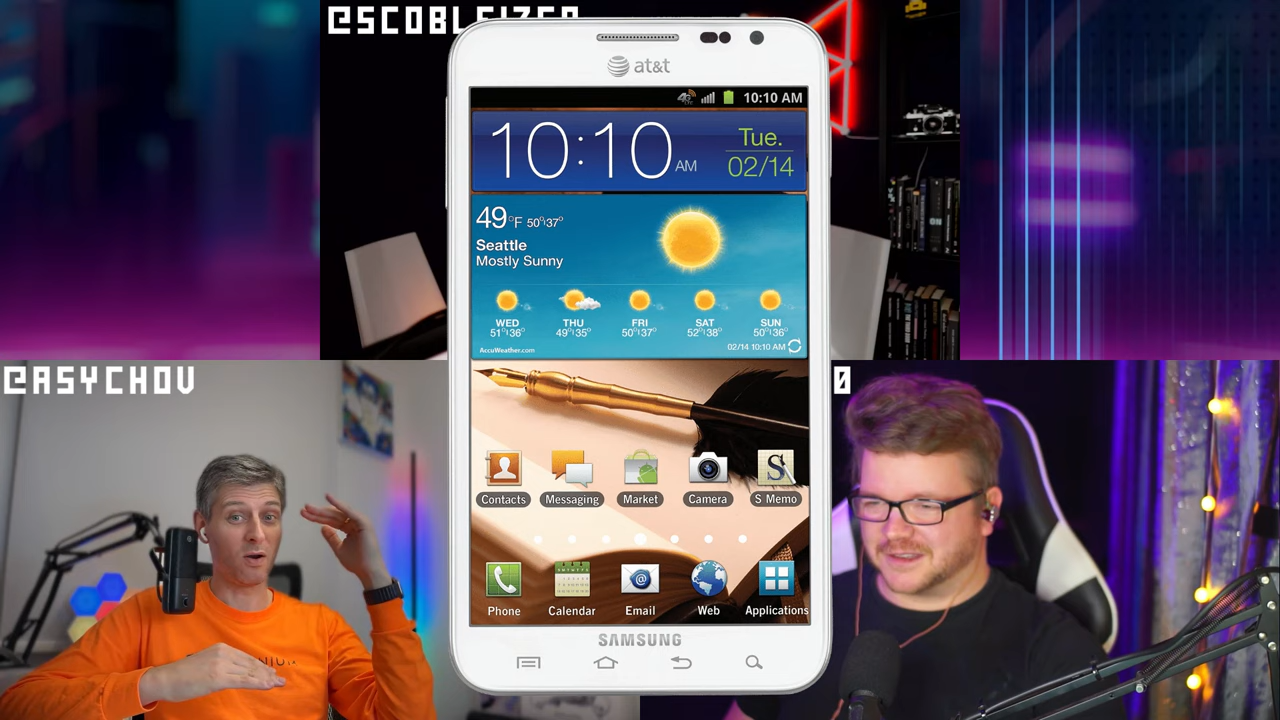 @SCOBLEIZER
at&t
10:10 AM
10:10 AM
Tue.
02/14
49°F 50°/37°
Seattle
Mostly Sunny
WED THU FRI SAT SUN
51°/36° 49°/35° 50°/37° 52°/38° 50°/36°
AccuWeather.com
02/14 10:10 AM
@ASYCHOV
0
Contacts Messaging Market Camera S Memo
Phone Calendar Email Web Applications
SAMSUNG